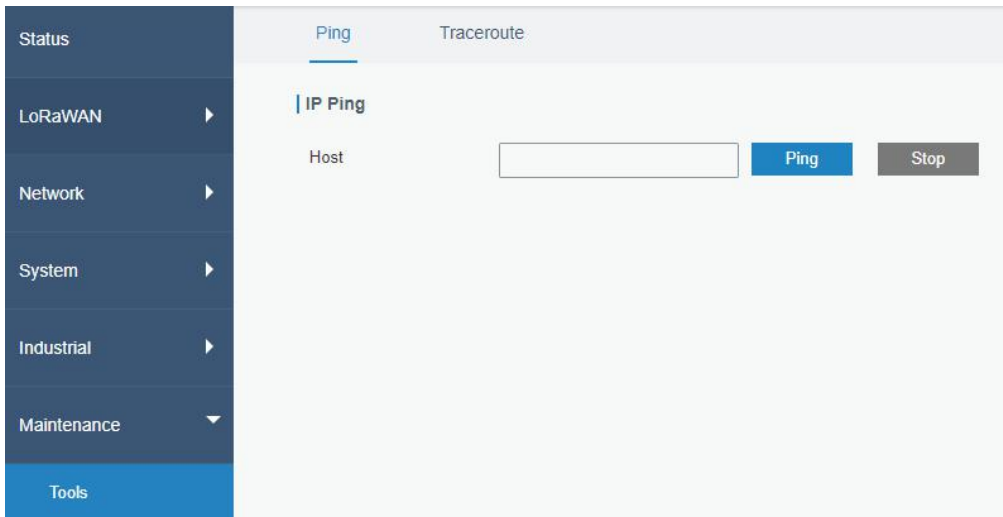 Status
LoRaWAN
Network
System
Industrial
Maintenance
Tools
Ping Traceroute
IP Ping
Host Ping Stop